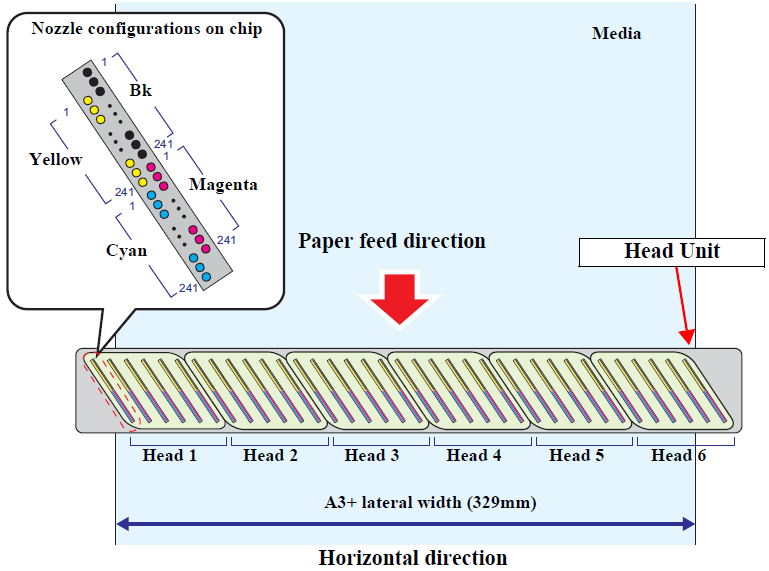 Nozzle configurations on chip
Media
1
Bk
1
241
1
Yellow
Magenta
241
1
241
Cyan
241
Paper feed direction
Head Unit
Head 1
Head 2
Head 3
Head 4
Head 5
Head 6
A3+ lateral width (329mm)
Horizontal direction